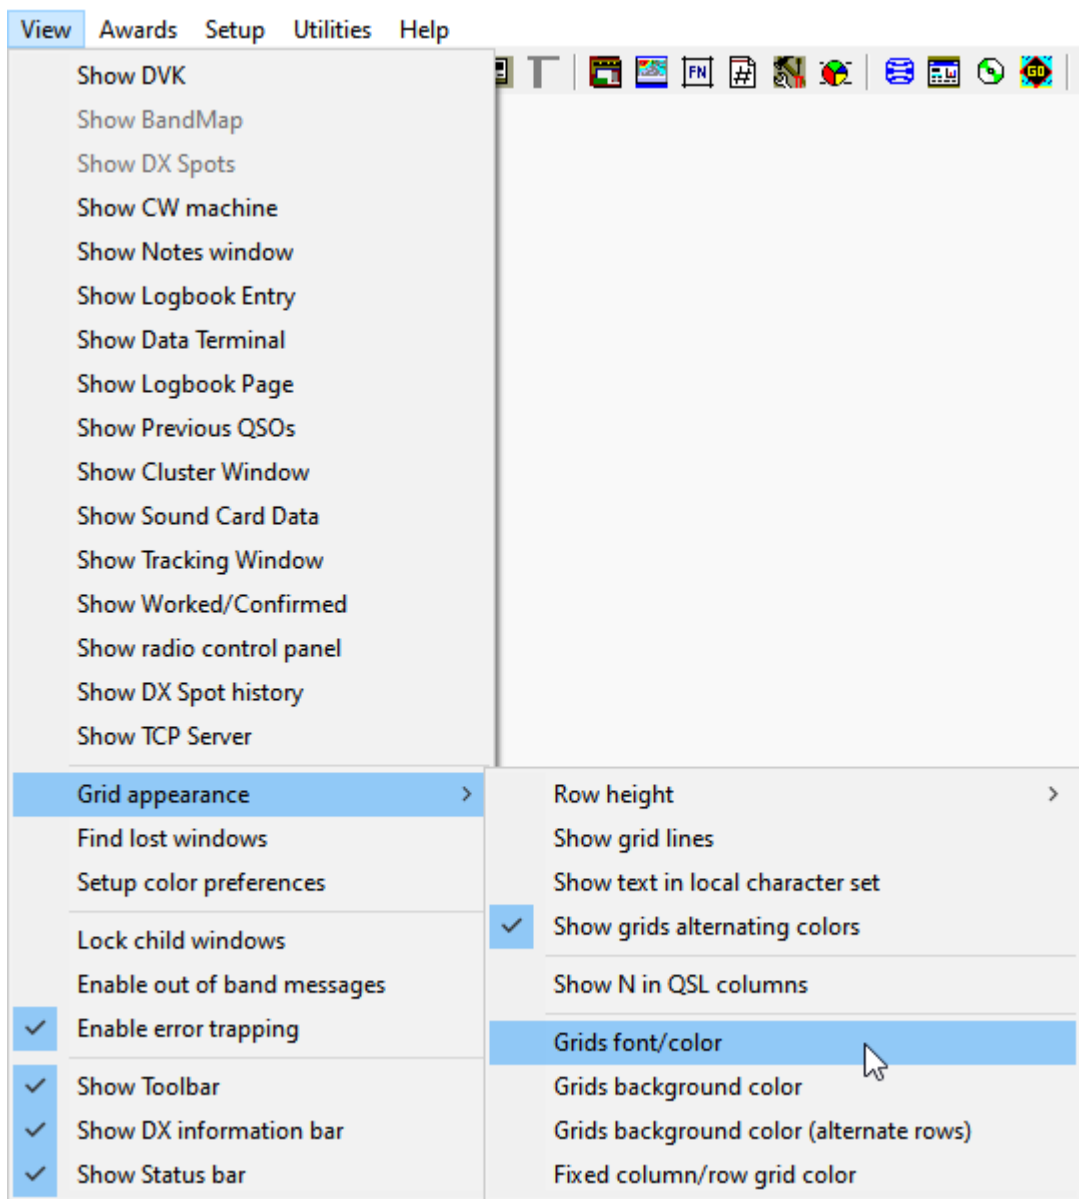 View Awards Setup Utilities Help
FN # GO
Show DVK
Show BandMap
Show DX Spots
Show CW machine
Show Notes window
Show Logbook Entry
Show Data Terminal
Show Logbook Page
Show Previous QSOs
Show Cluster Window
Show Sound Card Data
Show Tracking Window
Show Worked/Confirmed
Show radio control panel
Show DX Spot history
Show TCP Server
Grid appearance
Find lost windows
Setup color preferences
Lock child windows
Enable out of band messages
Enable error trapping
Show Toolbar
Show DX information bar
Show Status bar
Row height
Show grid lines
Show text in local character set
Show grids alternating colors
Show N in QSL columns
Grids font/color
Grids background color
Grids background color (alternate rows)
Fixed column/row grid color